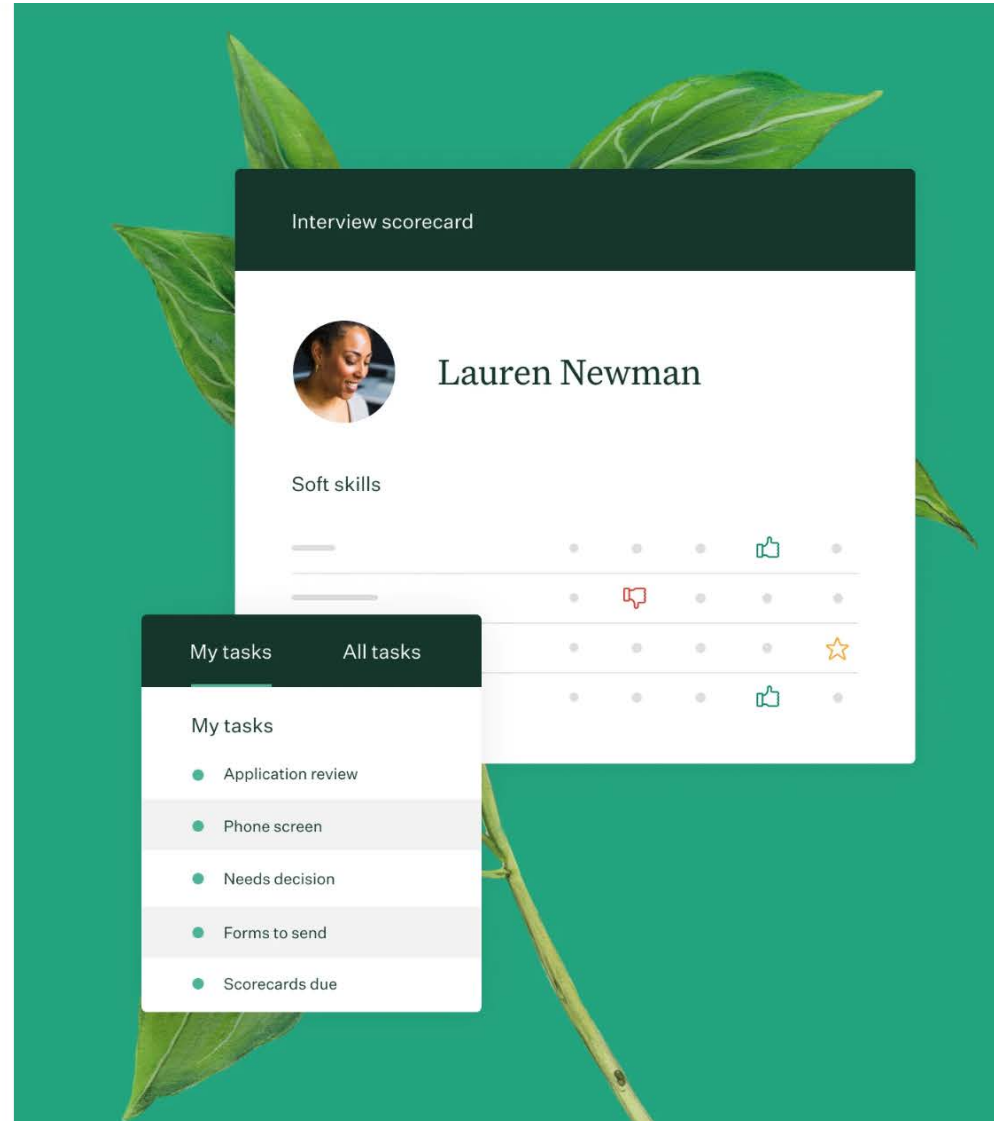 Interview scorecard
Lauren Newman
Soft skills
My tasks All tasks
My tasks
Application review
Phone screen
Needs decision
Forms to send
Scorecards due